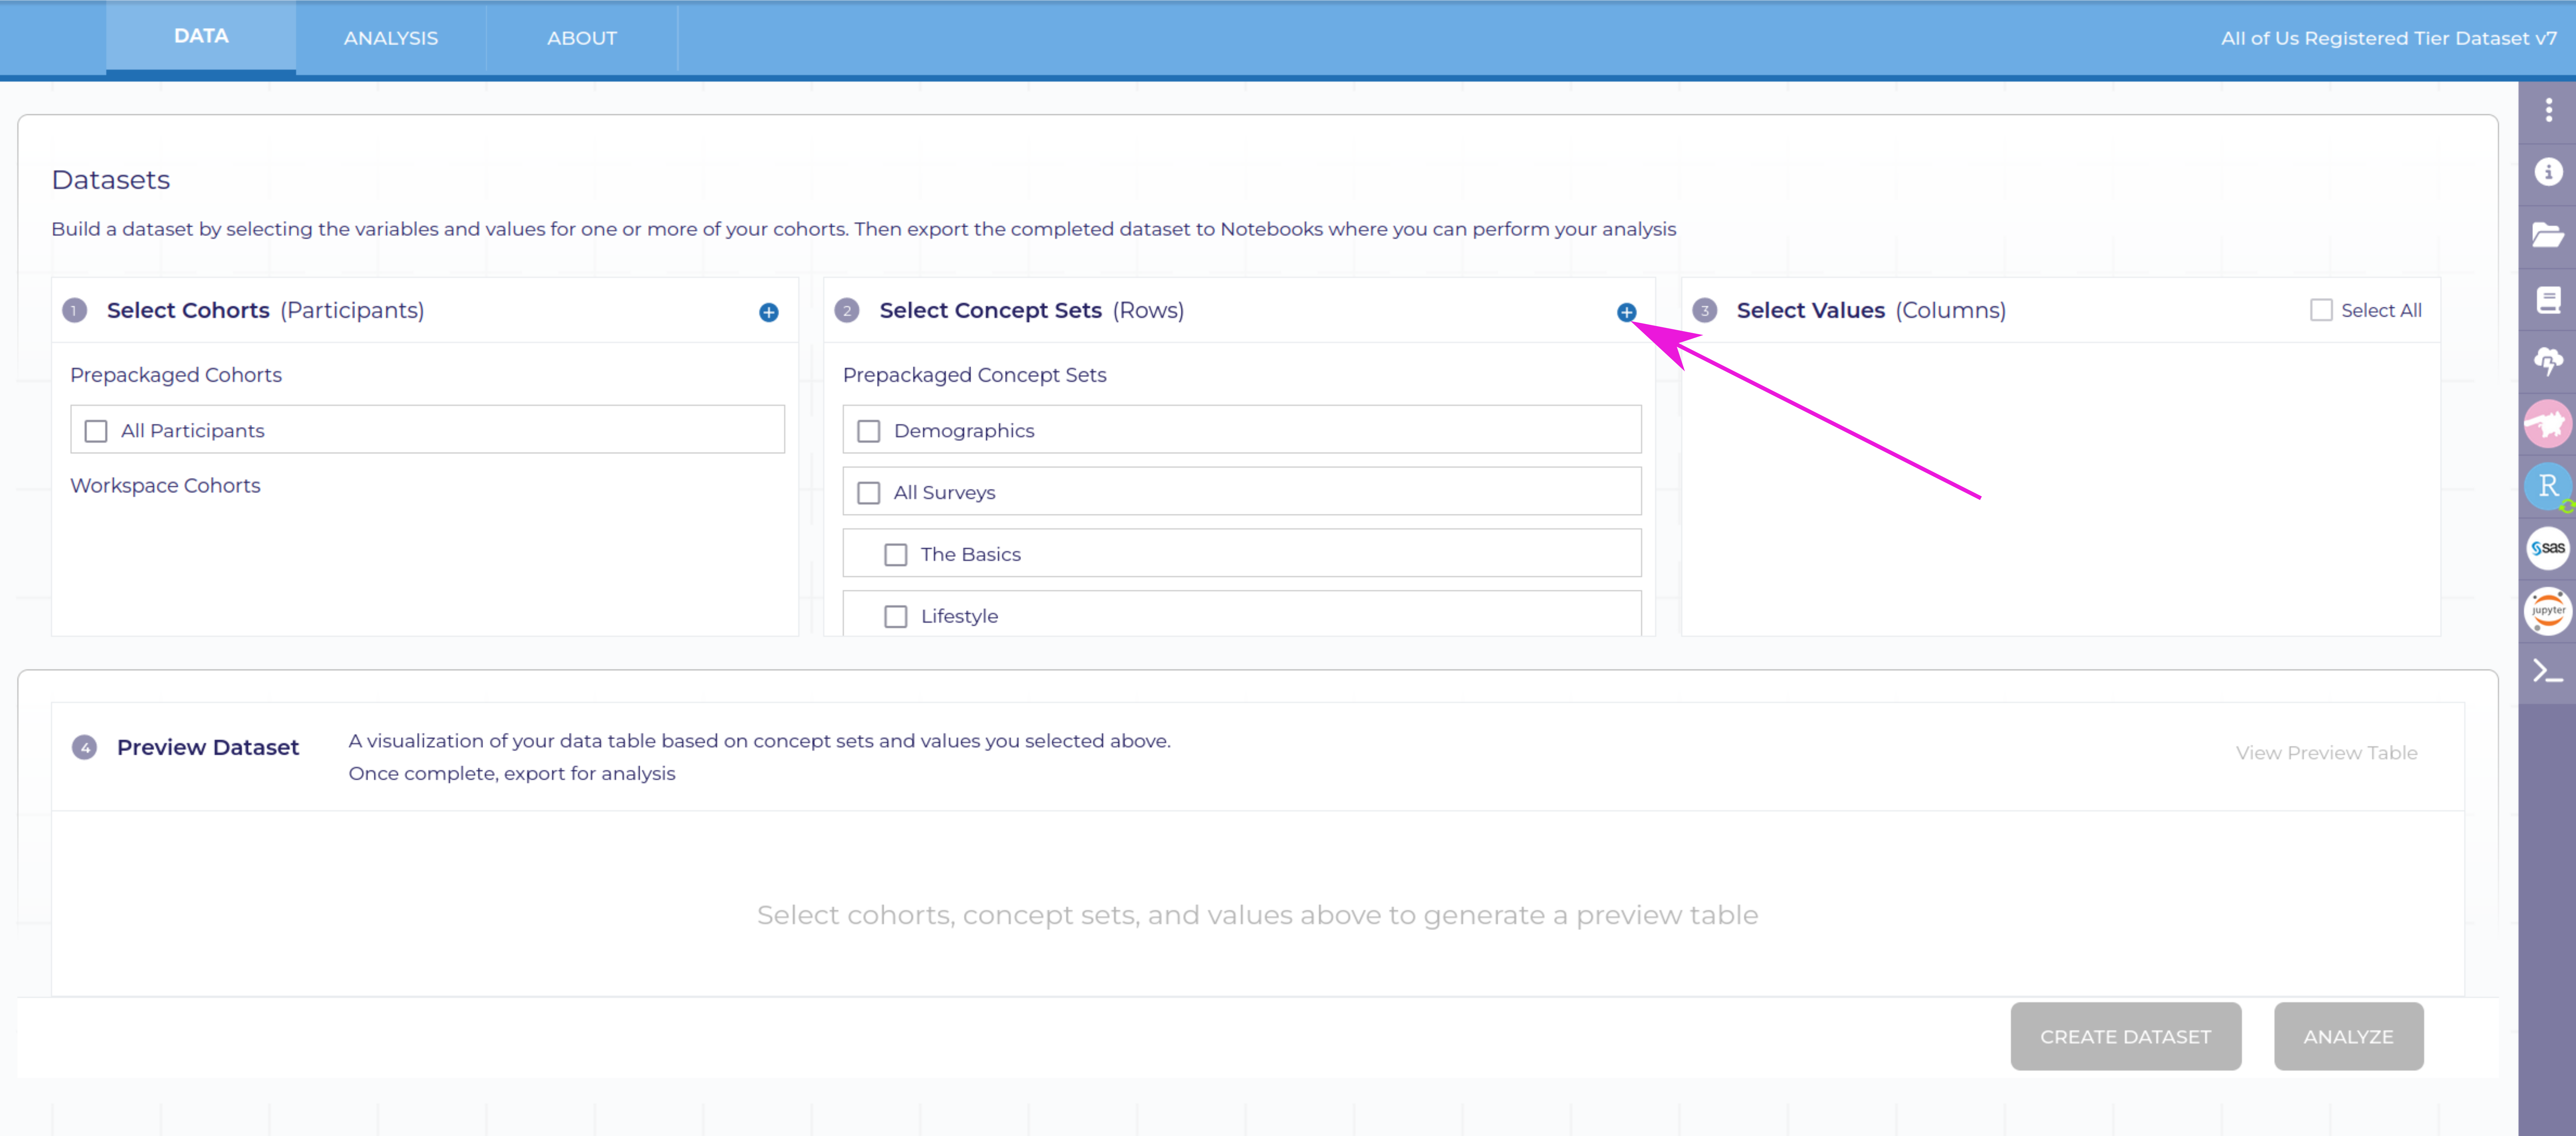 DATA
ANALYSIS
ABOUT
All of Us Registered Tier Dataset v7
Datasets
Build a dataset by selecting the variables and values for one or more of your cohorts. Then export the completed dataset to Notebooks where you can perform your analysis
1 Select Cohorts (Participants)
Prepackaged Cohorts
All Participants
Workspace Cohorts
2 Select Concept Sets (Rows)
Prepackaged Concept Sets
Demographics
All Surveys
The Basics
Lifestyle
3 Select Values (Columns)
Select All
R
sas
jupyter
4 Preview Dataset
A visualization of your data table based on concept sets and values you selected above.
Once complete, export for analysis
View Preview Table
Select cohorts, concept sets, and values above to generate a preview table
CREATE DATASET
ANALYZE